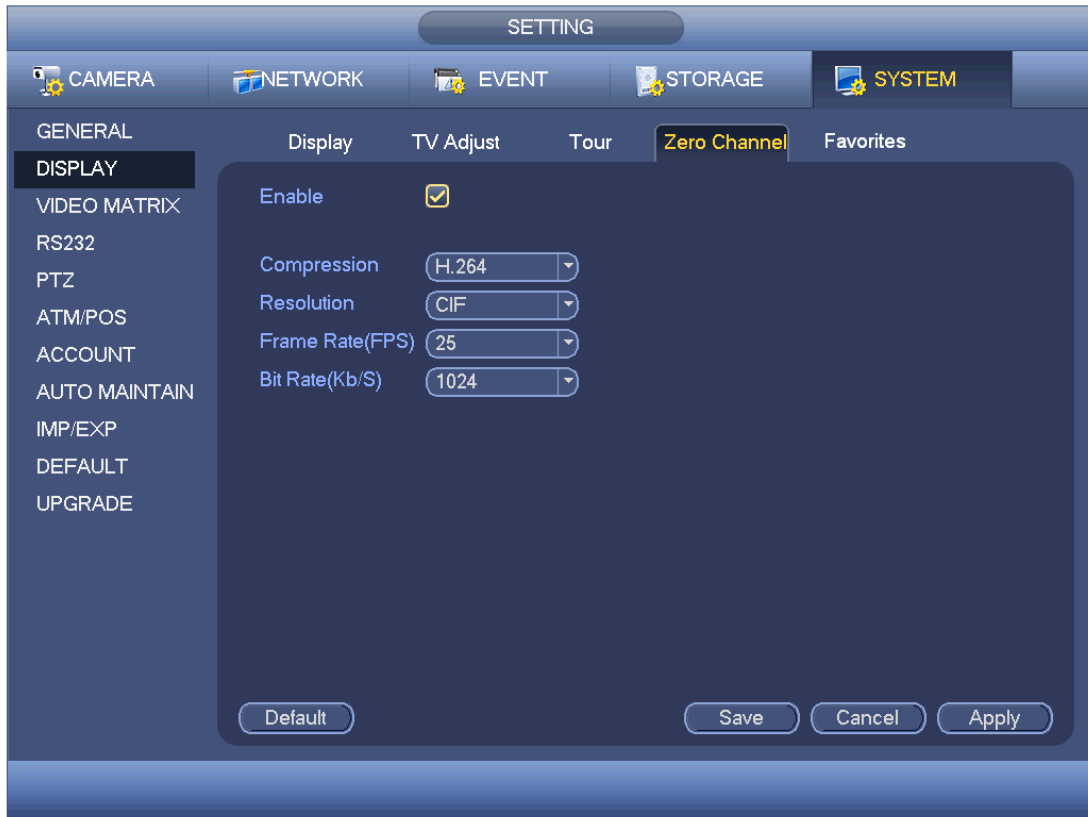 SETTING
CAMERA NETWORK EVENT STORAGE SYSTEM
GENERAL
DISPLAY
VIDEO MATRIX
RS232
PTZ
ATM/POS
ACCOUNT
AUTO MAINTAIN
IMP/EXP
DEFAULT
UPGRADE
Display TV Adjust Tour Zero Channel Favorites
Enable
Compression H.264
Resolution CIF
Frame Rate(FPS) 25
Bit Rate(Kb/S) 1024
Default Save Cancel Apply